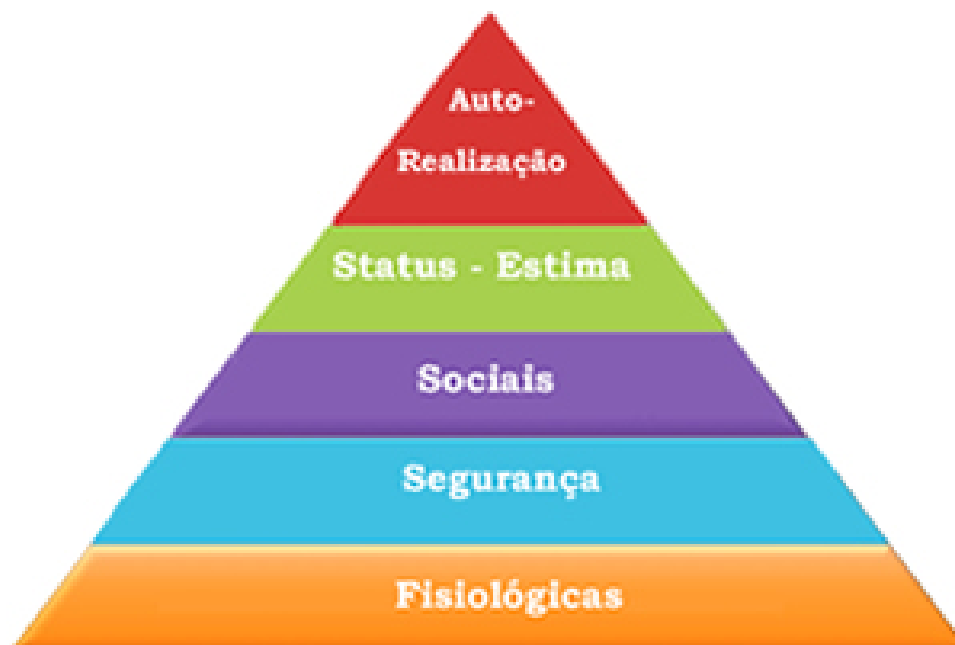 Auto-
Realização
Status - Estima
Sociais
Segurança
Fisiológicas